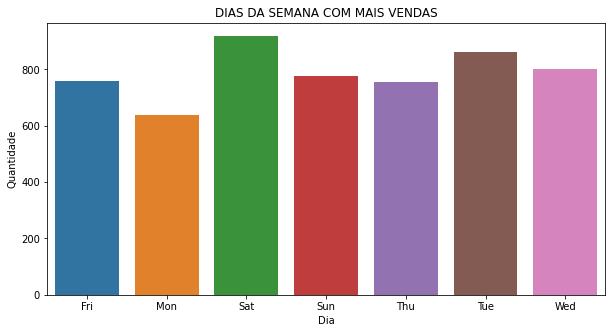 DIAS DA SEMANA COM MAIS VENDAS
Quantidade
800
600
400
200
0
Fri Mon Sat Sun Thu Tue Wed
Dia